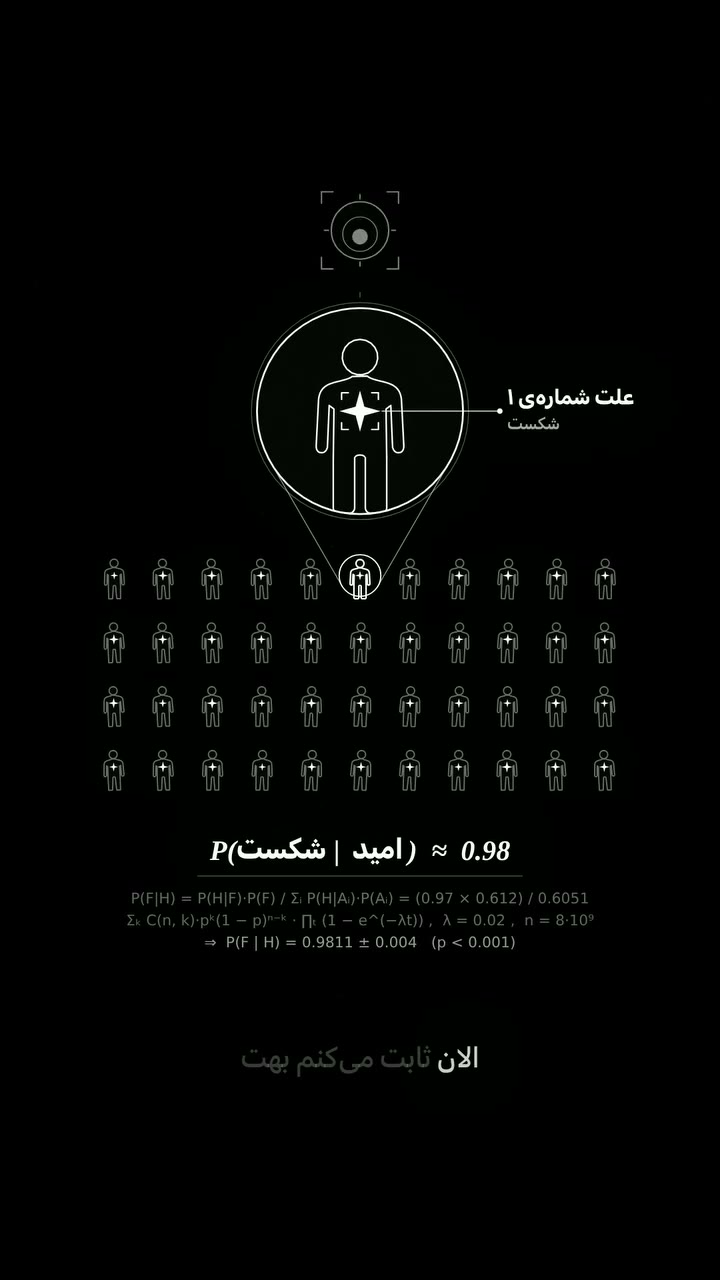 علت شماره‌ی ۱
شکست
P(شکست | امید) ≈ 0.98
P(F|H) = P(H|F)·P(F) / Σᵢ P(H|Aᵢ)·P(Aᵢ) = (0.97 × 0.612) / 0.6051
Σₖ C(n, k)·pᵏ(1 − p)ⁿ⁻ᵏ · ∏ₜ (1 − e^(−λt)) , λ = 0.02 , n = 8·10⁹
⇒ P(F | H) = 0.9811 ± 0.004 (p < 0.001)
الان ثابت می‌کنم بهت